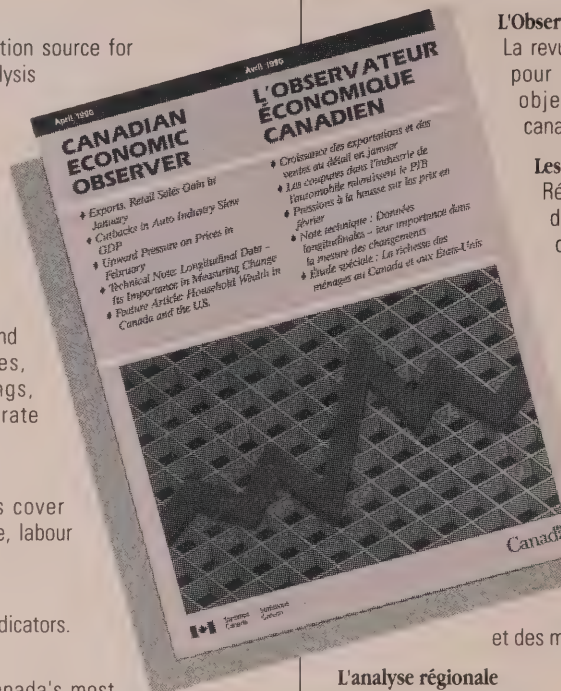 tion source for
lysis
nd
es,
ngs,
rate
s cover
e, labour
dicators.
anada's most
April 1990
CANADIAN
ECONOMIC
OBSERVER
♦ Exports, Retail Sales Gain in
January
♦ Cutbacks in Auto Industry Slow
GDP
♦ Upward Pressure on Prices in
February
♦ Technical Note: Longitudinal Data -
Its Importance in Measuring Change
♦ Feature Article: Household Wealth in
Canada and the U.S.
Avril 1990
L'OBSERVATEUR
ÉCONOMIQUE
CANADIEN
♦ Croissance des exportations et des
ventes au détail en janvier
♦ Les coupures dans l'industrie de
l'automobile ralentissent le PIB
♦ Pressions à la hausse sur les prix en
février
♦ Note technique : Données
longitudinales – leur importance dans
la mesure des changements
♦ Étude spéciale : La richesse des
ménages au Canada et aux États-Unis
Statistics Statistique
Canada Canada
Canada
L'Obser
La revu
pour
obje
cana
Les
Ré
d
et des m
L'analyse régionale